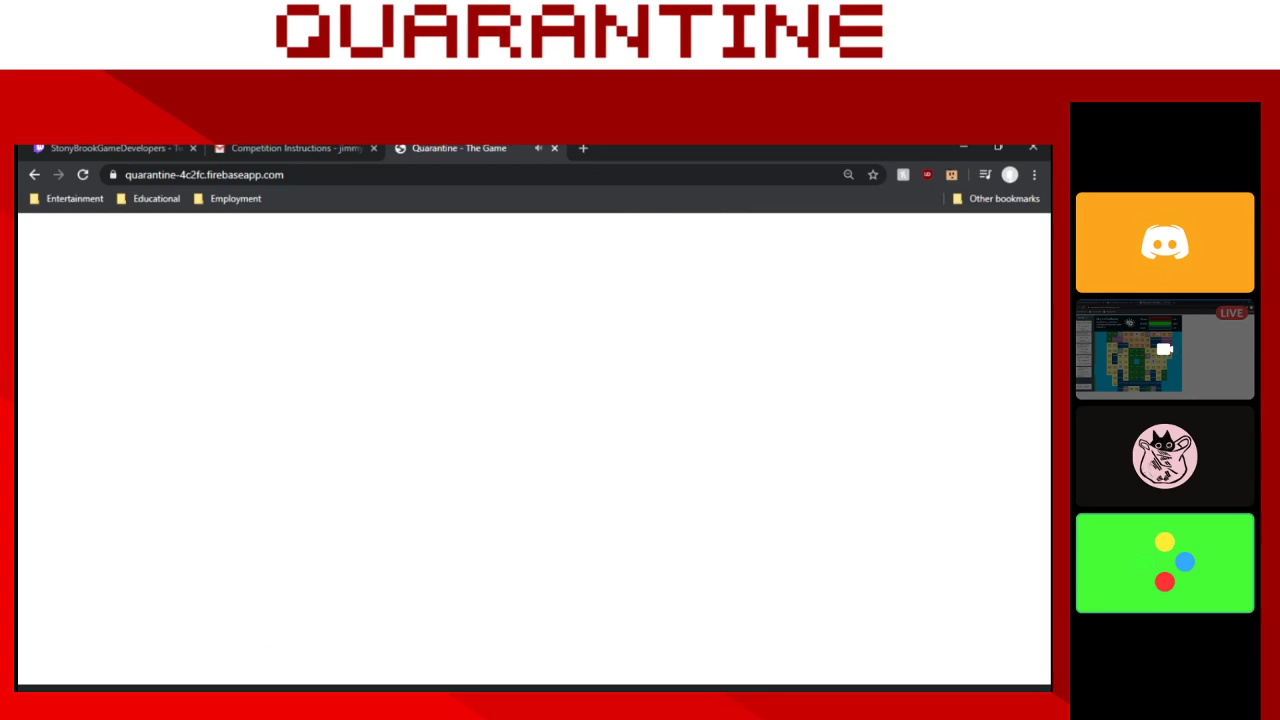 QUARANTINE
StonyBrookGameDevelopers - Tw
Competition Instructions - jimmy
Quarantine - The Game
quarantine-4c2fc.firebaseapp.com
Entertainment
Educational
Employment
Other bookmarks
LIVE